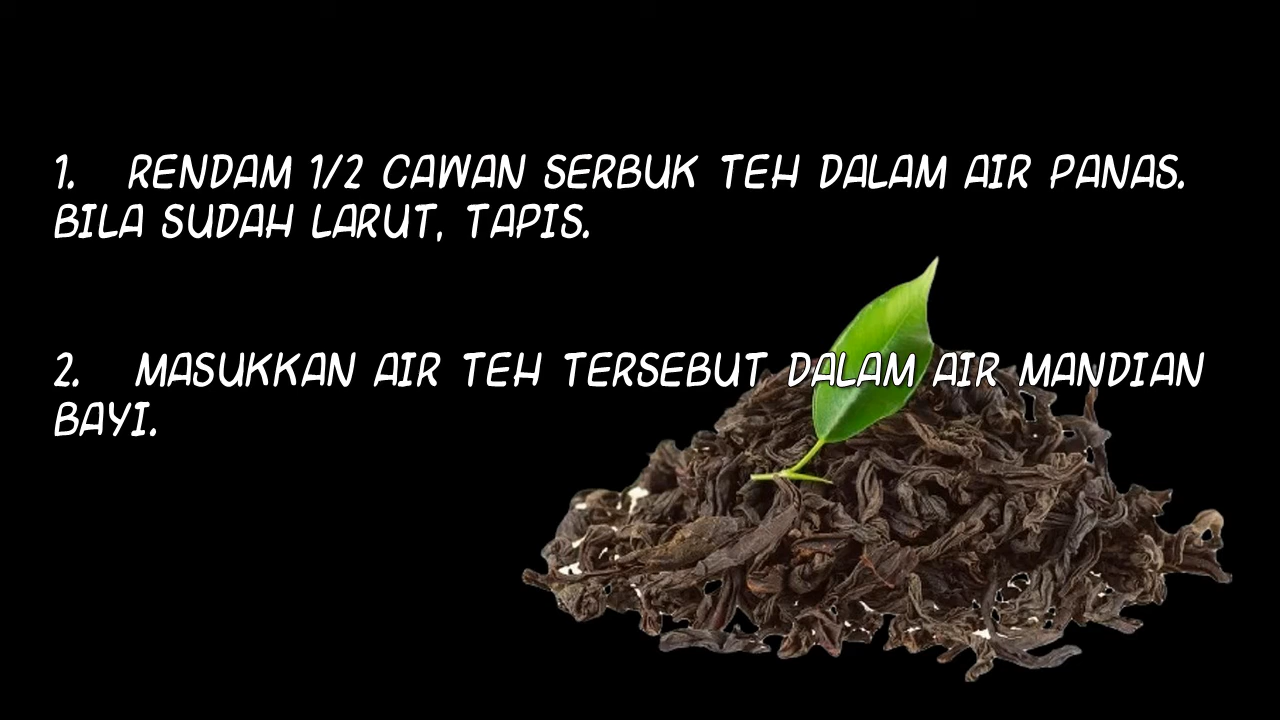 1. RENDAM 1/2 CAWAN SERBUK TEH DALAM AIR PANAS.
BILA SUDAH LARUT, TAPIS.
2. MASUKKAN AIR TEH TERSEBUT DALAM AIR MANDIAN
BAYI.